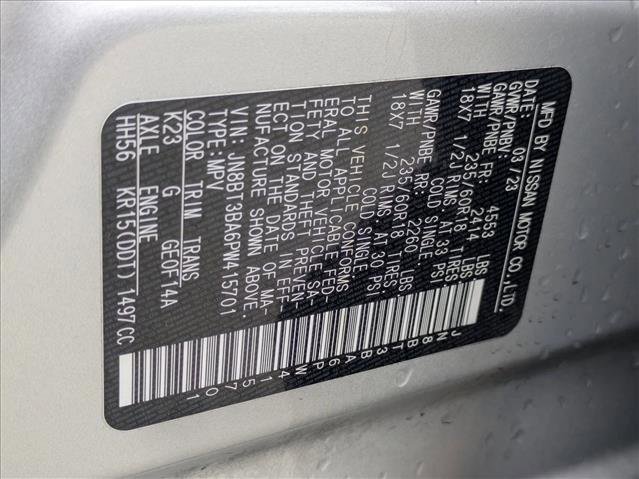 MFD BY NISSAN MOTOR CO.,LTD.
DATE: 03/23
GVWR/PNBV: 4553 LBS
GAWR/PNBE FR: 2414 LBS
WITH 235/60R18 TIRES
18X7 1/2J RIMS AT 33 PSI
COLD SINGLE
GAWR/PNBE RR: 2260 LBS
WITH 235/60R18 TIRES
18X7 1/2J RIMS AT 30 PSI
COLD SINGLE
THIS VEHICLE CONFORMS
TO ALL APPLICABLE FED-
ERAL MOTOR VEHICLE SA-
FETY AND THEFT PREVEN-
TION STANDARDS IN EFF-
ECT ON THE DATE OF MA-
NUFACTURE SHOWN ABOVE.
VIN: JN8BT3BA6PW415701
TYPE: MPV
COLOR TRIM TRANS
K23 G GE0F14A
AXLE ENGINE
HH56 KR15(DDT) 1497CC
JN8BT3BA6PW415701